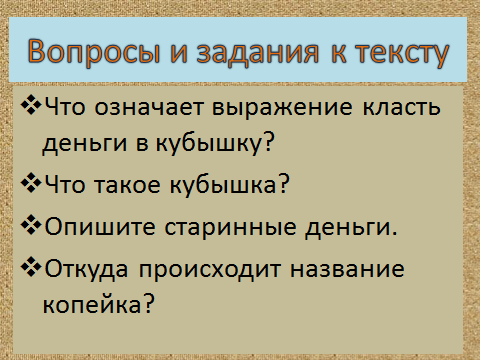 Вопросы и задания к тексту
❖Что означает выражение класть
деньги в кубышку?
❖Что такое кубышка?
❖Опишите старинные деньги.
❖Откуда происходит название
копейка?